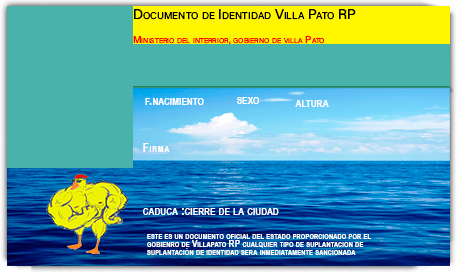 Documento de Identidad Villa Pato RP
Ministerio del interrior, gobierno de villa Pato
F.NACIMIENTO SEXO ALTURA
Firma
CADUCA :CIERRE DE LA CIUDAD
ESTE ES UN DOCUMENTO OFICIAL DEL ESTADO PROPORCIONADO POR EL
GOBIENRO DE VILLAPATO RP CUALQUIER TIPO DE SUPLANTACION DE
SUPLANTACIÓN DE IDENTIDAD SERA INMEDIATAMENTE SANCIONADA